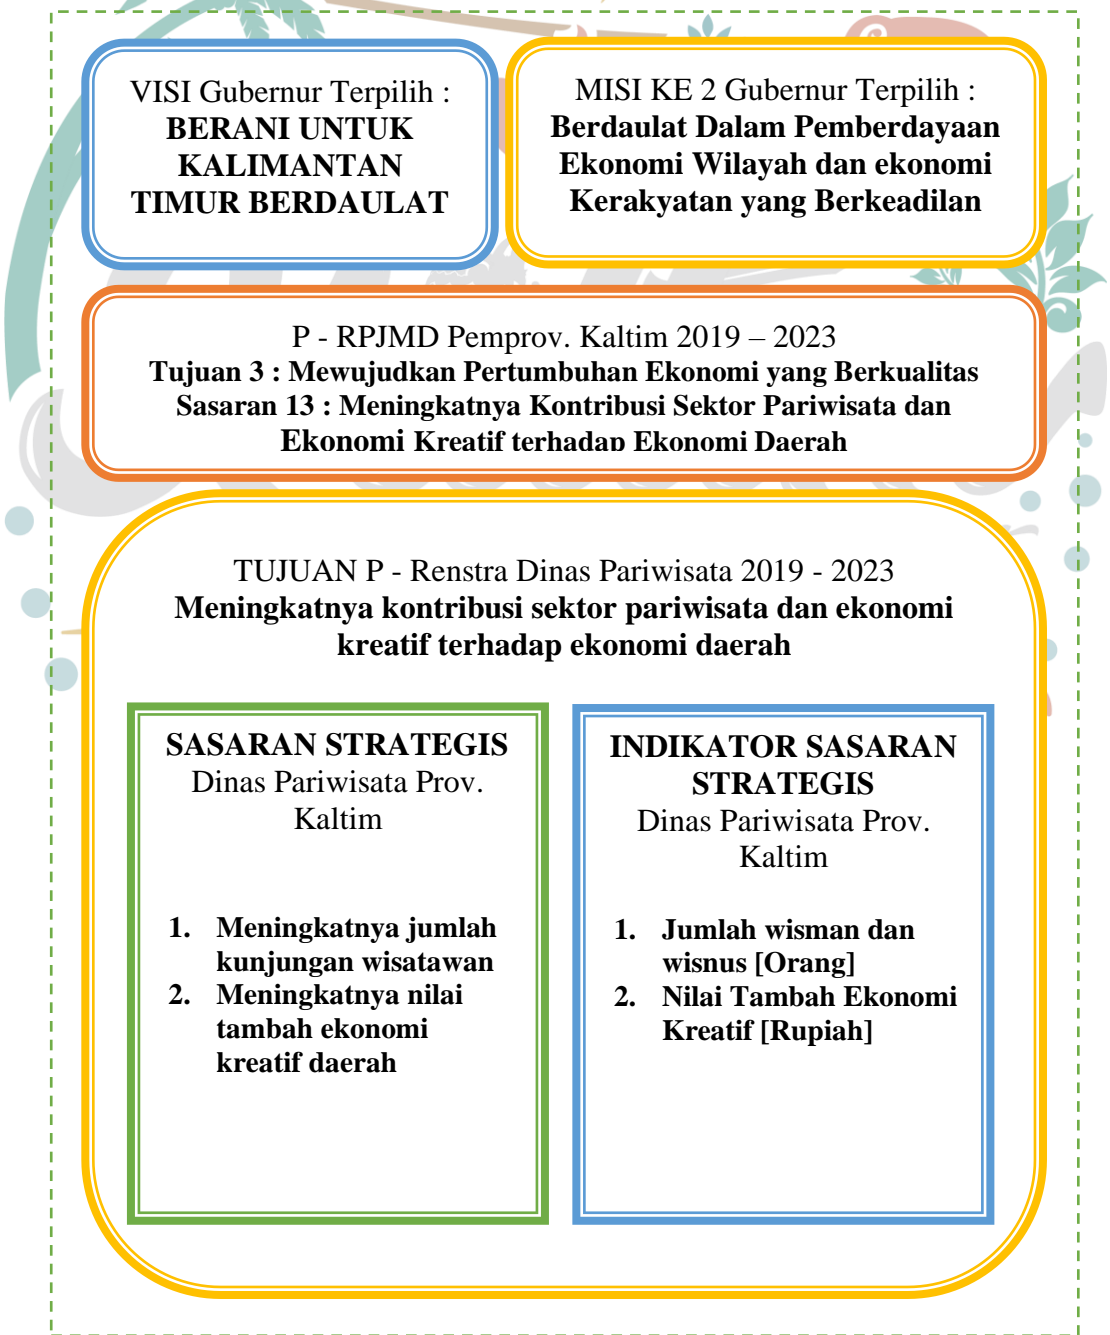 VISI Gubernur Terpilih :
BERANI UNTUK
KALIMANTAN
TIMUR BERDAULAT
MISI KE 2 Gubernur Terpilih :
Berdaulat Dalam Pemberdayaan
Ekonomi Wilayah dan ekonomi
Kerakyatan yang Berkeadilan
P - RPJMD Pemprov. Kaltim 2019 – 2023
Tujuan 3 : Mewujudkan Pertumbuhan Ekonomi yang Berkualitas
Sasaran 13 : Meningkatnya Kontribusi Sektor Pariwisata dan
Ekonomi Kreatif terhadap Ekonomi Daerah
TUJUAN P - Renstra Dinas Pariwisata 2019 - 2023
Meningkatnya kontribusi sektor pariwisata dan ekonomi
kreatif terhadap ekonomi daerah
SASARAN STRATEGIS
Dinas Pariwisata Prov.
Kaltim
1. Meningkatnya jumlah
kunjungan wisatawan
2. Meningkatnya nilai
tambah ekonomi
kreatif daerah
INDIKATOR SASARAN
STRATEGIS
Dinas Pariwisata Prov.
Kaltim
1. Jumlah wisman dan
wisnus [Orang]
2. Nilai Tambah Ekonomi
Kreatif [Rupiah]